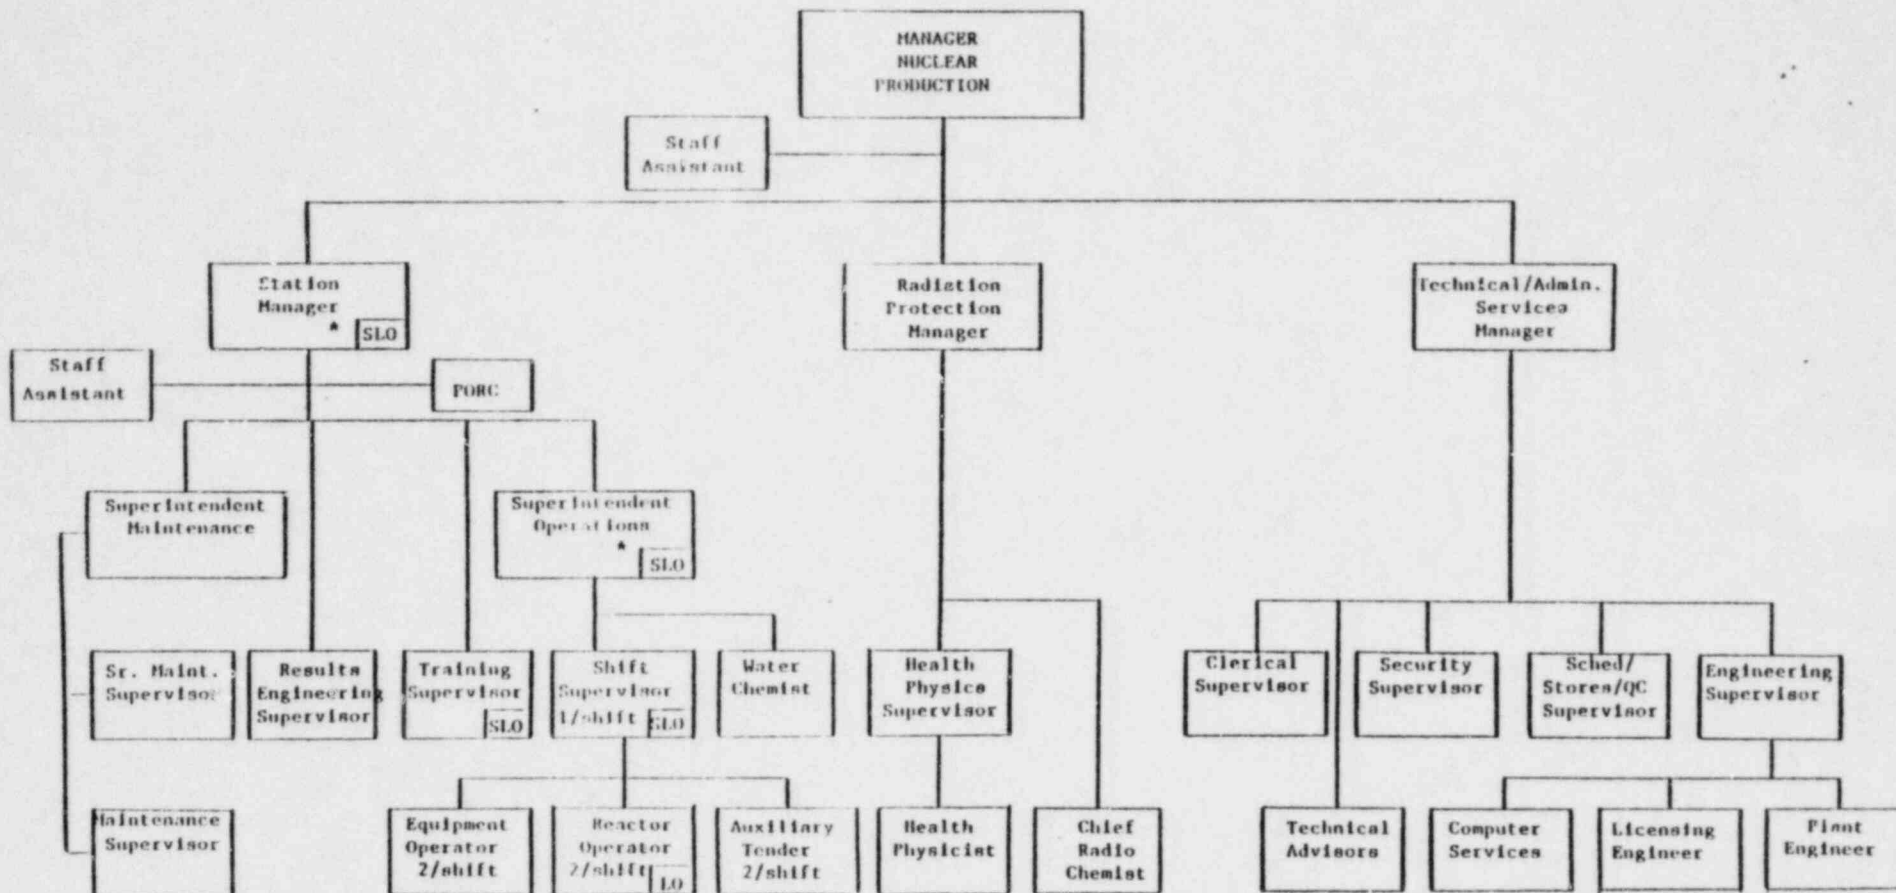 MANAGER
NUCLEAR
PRODUCTION
Staff
Assistant
Station
Manager
* SLO
Radiation
Protection
Manager
Technical/Admin.
Services
Manager
Staff
Assistant
PORC
Superintendent
Maintenance
Superintendent
Operations
* SLO
Sr. Maint.
Supervisor
Results
Engineering
Supervisor
Training
Supervisor
SLO
Shift
Supervisor
1/shift SLO
Water
Chemist
Health
Physics
Supervisor
Clerical
Supervisor
Security
Supervisor
Sched/
Stores/QC
Supervisor
Engineering
Supervisor
Maintenance
Supervisor
Equipment
Operator
2/shift
Reactor
Operator
2/shift LO
Auxiliary
Tender
2/shift
Health
Physicist
Chief
Radio
Chemist
Technical
Advisors
Computer
Services
Licensing
Engineer
Plant
Engineer